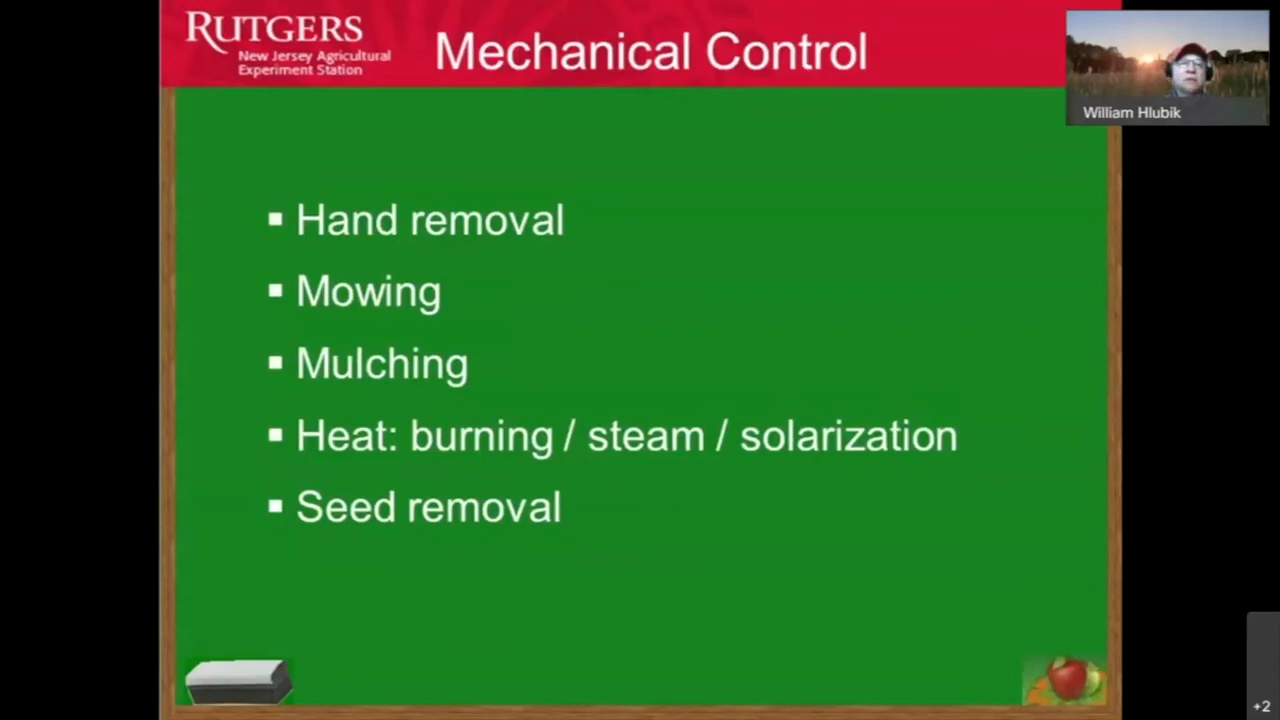 RUTGERS
New Jersey Agricultural
Experiment Station
Mechanical Control
William Hlubik
▪ Hand removal
▪ Mowing
▪ Mulching
▪ Heat: burning / steam / solarization
▪ Seed removal
+2